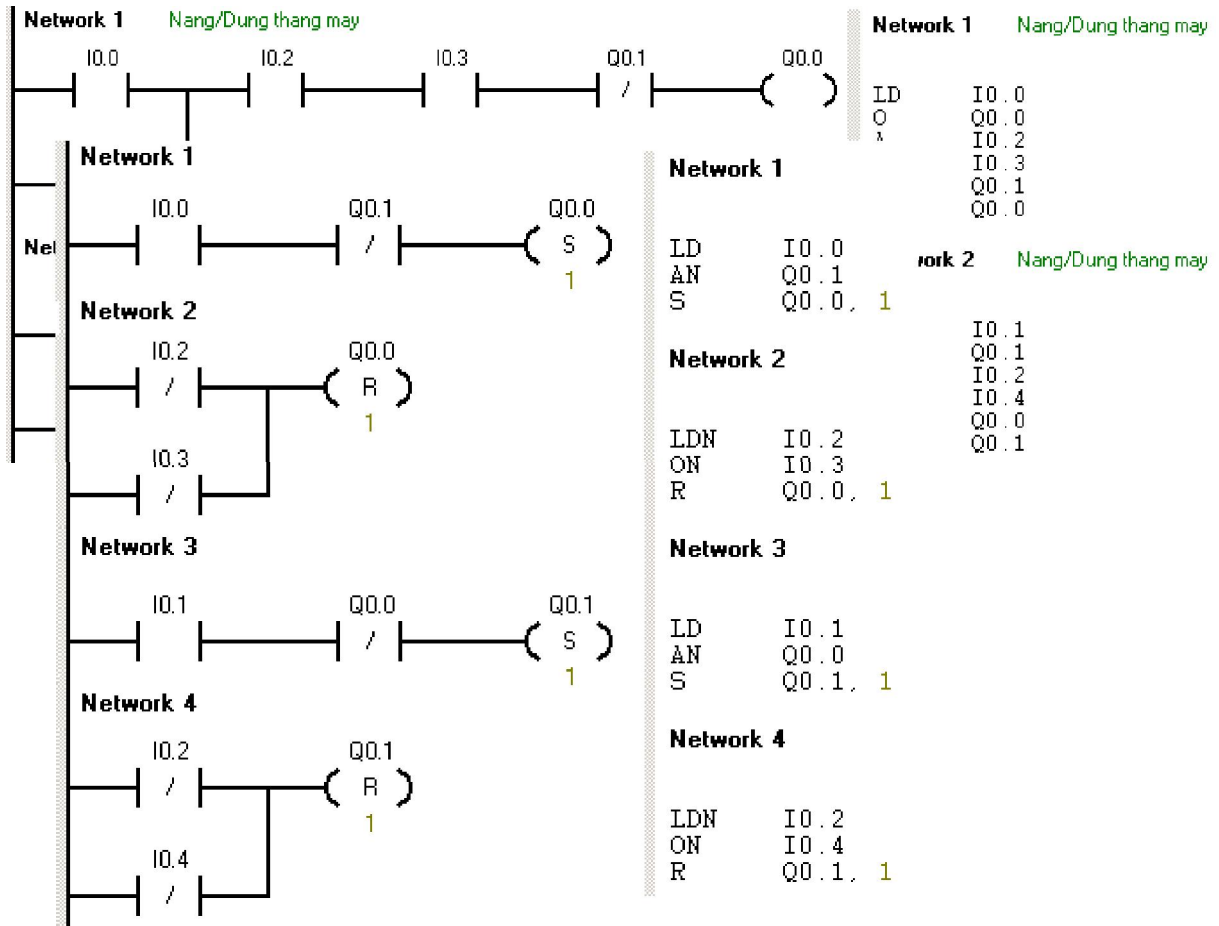 Network 1 Nang/Dung thang may
I0.0 I0.2 I0.3 Q0.1 Q0.0
/
Network 1
I0.0 Q0.1 Q0.0
/ S
1
Network 2
I0.2 Q0.0
/ R
1
I0.3
/
Network 3
I0.1 Q0.0 Q0.1
/ S
1
Network 4
I0.2 Q0.1
/ R
1
I0.4
/
Network 1
LD I0.0
AN Q0.1
S Q0.0, 1
Network 2
LDN I0.2
ON I0.3
R Q0.0, 1
Network 3
LD I0.1
AN Q0.0
S Q0.1, 1
Network 4
LDN I0.2
ON I0.4
R Q0.1, 1
Network 1 Nang/Dung thang may
LD I0.0
O Q0.0
I0.2
I0.3
Q0.1
Q0.0
2 Nang/Dung thang may
I0.1
Q0.1
I0.2
I0.4
Q0.0
Q0.1